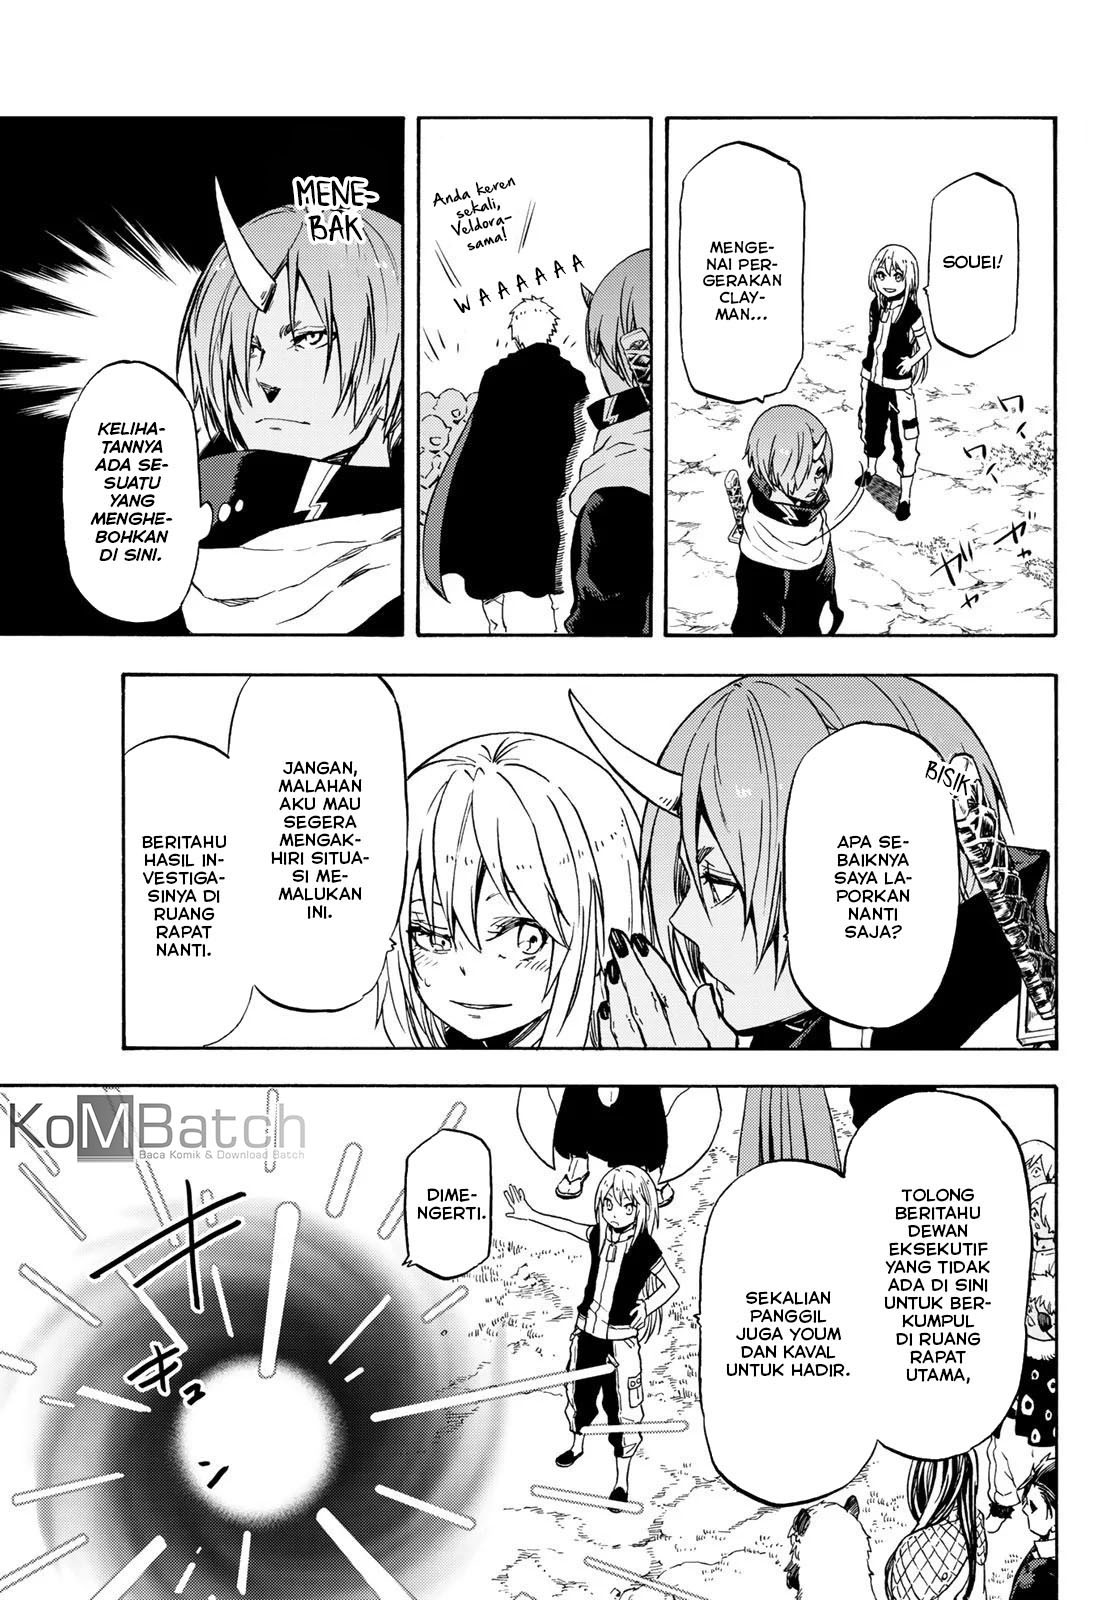 SOUEI!
MENGE-
NAI PER-
GERAKAN
CLAY-
MAN...
Anda keren
sekali,
Veldora-
sama!
WAAAAAA
MENE-
BAK
KELIHA-
TANNYA
ADA SE-
SUATU
YANG
MENGHE-
BOHKAN
DI SINI.
BISIK
APA SE-
BAIKNYA
SAYA LA-
PORKAN
NANTI
SAJA?
JANGAN,
MALAHAN
AKU MAU
SEGERA
MENGAK-
HIRI SITUA-
SI ME-
MALUKAN
INI.
BERITAHU
HASIL IN-
VESTIGA-
SINYA DI
RUANG
RAPAT
NANTI.
TOLONG
BERITAHU
DEWAN
EKSEKUTIF
YANG TIDAK
ADA DI SINI
UNTUK BER-
KUMPUL
DI RUANG
RAPAT
UTAMA,
SEKALIAN
PANGGIL
JUGA YOUM
DAN KAVAL
UNTUK HADIR.
DIME-
NGERTI.
KoMBatch
Baca Komik & Download Batch